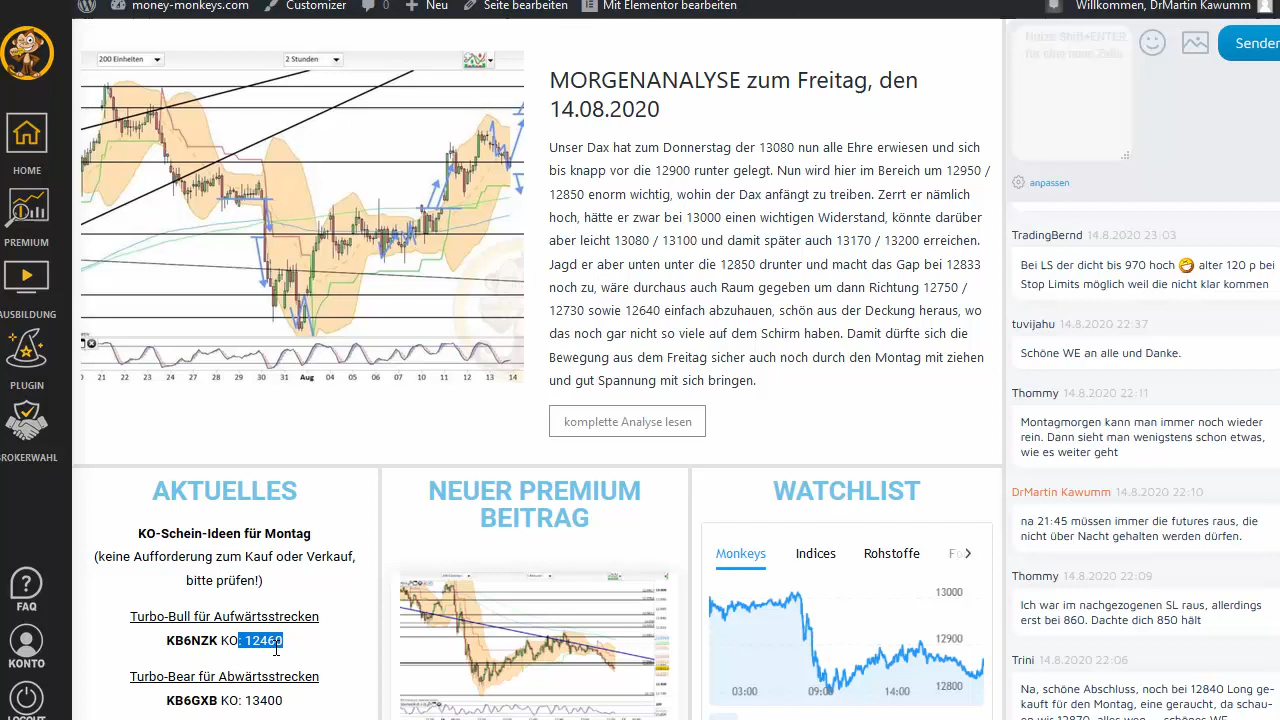 money-monkeys.com
Customizer
0
Neu
Seite bearbeiten
Mit Elementor bearbeiten
Willkommen, DrMartin Kawumm
HOME
PREMIUM
AUSBILDUNG
PLUGIN
BROKERWAHL
FAQ
KONTO
LOGOUT
200 Einheiten
2 Stunden
21 22 23 24 27 28 29 30 31 Aug 04 05 06 07 10 11 12 13 14
MORGENANALYSE zum Freitag, den
14.08.2020
Unser Dax hat zum Donnerstag der 13080 nun alle Ehre erwiesen und sich
bis knapp vor die 12900 runter gelegt. Nun wird hier im Bereich um 12950 /
12850 enorm wichtig, wohin der Dax anfängt zu treiben. Zerrt er nämlich
hoch, hätte er zwar bei 13000 einen wichtigen Widerstand, könnte darüber
aber leicht 13080 / 13100 und damit später auch 13170 / 13200 erreichen.
Jagd er aber unten unter die 12850 drunter und macht das Gap bei 12833
noch zu, wäre durchaus auch Raum gegeben um dann Richtung 12750 /
12730 sowie 12640 einfach abzuhauen, schön aus der Deckung heraus, wo
das noch gar nicht so viele auf dem Schirm haben. Damit dürfte sich die
Bewegung aus dem Freitag sicher auch noch durch den Montag mit ziehen
und gut Spannung mit sich bringen.
komplette Analyse lesen
AKTUELLES
KO-Schein-Ideen für Montag
(keine Aufforderung zum Kauf oder Verkauf,
bitte prüfen!)
Turbo-Bull für Aufwärtsstrecken
KB6NZK KO: 12460
Turbo-Bear für Abwärtsstrecken
KB6GXB KO: 13400
NEUER PREMIUM
BEITRAG
WATCHLIST
Monkeys
Indices
Rohstoffe
13000
12900
12800
03:00
09:00
14:00
Nutze Shift+ENTER
für eine neue Zeile
Senden
anpassen
TradingBernd 14.8.2020 23:03
Bei LS der dicht bis 970 hoch alter 120 p bei
Stop Limits möglich weil die nicht klar kommen
tuvijahu 14.8.2020 22:37
Schöne WE an alle und Danke.
Thommy 14.8.2020 22:11
Montagmorgen kann man immer noch wieder
rein. Dann sieht man wenigstens schon etwas,
wie es weiter geht
DrMartin Kawumm 14.8.2020 22:10
na 21:45 müssen immer die futures raus, die
nicht über Nacht gehalten werden dürfen.
Thommy 14.8.2020 22:09
Ich war im nachgezogenen SL raus, allerdings
erst bei 860. Dachte dich 850 hält
Trini 14.8.2020 22:06
Na, schöne Abschluss, noch bei 12840 Long ge-
kauft für den Montag, eine geraucht, da schau-